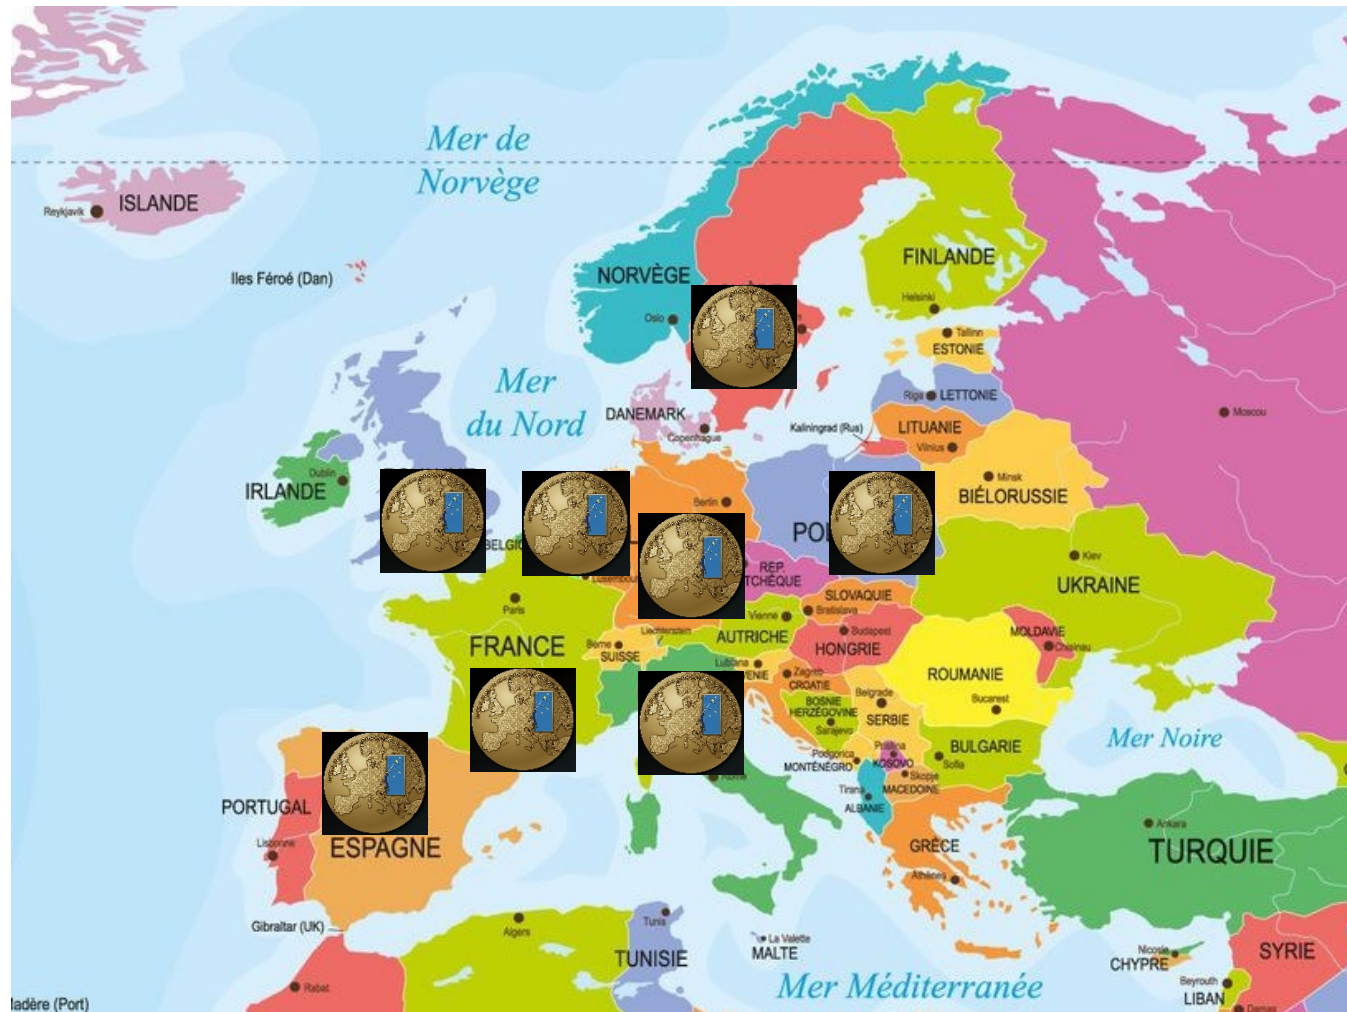 Mer de
Norvège
ISLANDE
Reykjavik
Iles Féroé (Dan)
NORVÈGE
Oslo
FINLANDE
Helsinki
Tallinn
ESTONIE
Mer
du Nord
DANEMARK
Copenhague
Riga
LETTONIE
Kaliningrad (Rus)
LITUANIE
Vilnius
Moscou
Dublin
IRLANDE
Berlin
Minsk
BIÉLORUSSIE
Kiev
UKRAINE
REP.
TCHÈQUE
Paris
FRANCE
SLOVAQUIE
Bratislava
Vienne
AUTRICHE
Liechtenstein
Berne
SUISSE
Budapest
HONGRIE
MOLDAVIE
Chisinau
Lubljana
Zagreb
CROATIE
ROUMANIE
Bucarest
BOSNIE
HERZÉGOVINE
Sarajevo
Belgrade
SERBIE
Pristina
KOSOVO
Podgorica
MONTÉNÉGRO
BULGARIE
Sofia
Skopje
MACEDOINE
Tirana
ALBANIE
Mer Noire
PORTUGAL
Lisbonne
ESPAGNE
Gibraltar (UK)
GRÈCE
Athènes
Ankara
TURQUIE
Alger
Tunis
TUNISIE
La Valette
MALTE
Mer Méditerranée
Nicosie
CHYPRE
SYRIE
Beyrouth
LIBAN
Damas
Rabat